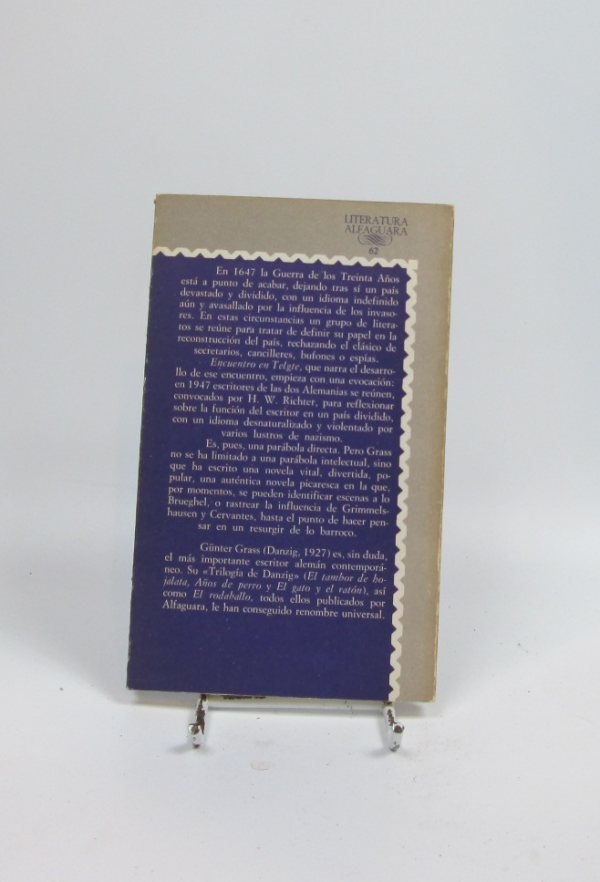 LITERATURA
ALFAGUARA
62
En 1647 la Guerra de los Treinta Años
está a punto de acabar, dejando tras sí un país
devastado y dividido, con un idioma indefinido
aún y avasallado por la influencia de los invaso-
res. En estas circunstancias un grupo de litera-
tos se reúne para tratar de definir su papel en la
reconstrucción del país, rechazando el clásico de
secretarios, cancilleres, bufones o espías.
Encuentro en Telgte, que narra el desarro-
llo de ese encuentro, empieza con una evocación:
en 1947 escritores de las dos Alemanias se reúnen,
convocados por H. W. Richter, para reflexionar
sobre la función del escritor en un país dividido,
con un idioma desnaturalizado y violentado por
varios lustros de nazismo.
Es, pues, una parábola directa. Pero Grass
no se ha limitado a una parábola intelectual, sino
que ha escrito una novela vital, divertida, po-
pular, una auténtica novela picaresca en la que,
por momentos, se pueden identificar escenas a lo
Brueghel, o rastrear la influencia de Grimmels-
hausen y Cervantes, hasta el punto de hacer pen-
sar en un resurgir de lo barroco.
Günter Grass (Danzig, 1927) es, sin duda,
el más importante escritor alemán contemporá-
neo. Su «Trilogía de Danzig» (El tambor de ho-
jalata, Años de perro y El gato y el ratón), así
como El rodaballo, todos ellos publicados por
Alfaguara, le han conseguido renombre universal.